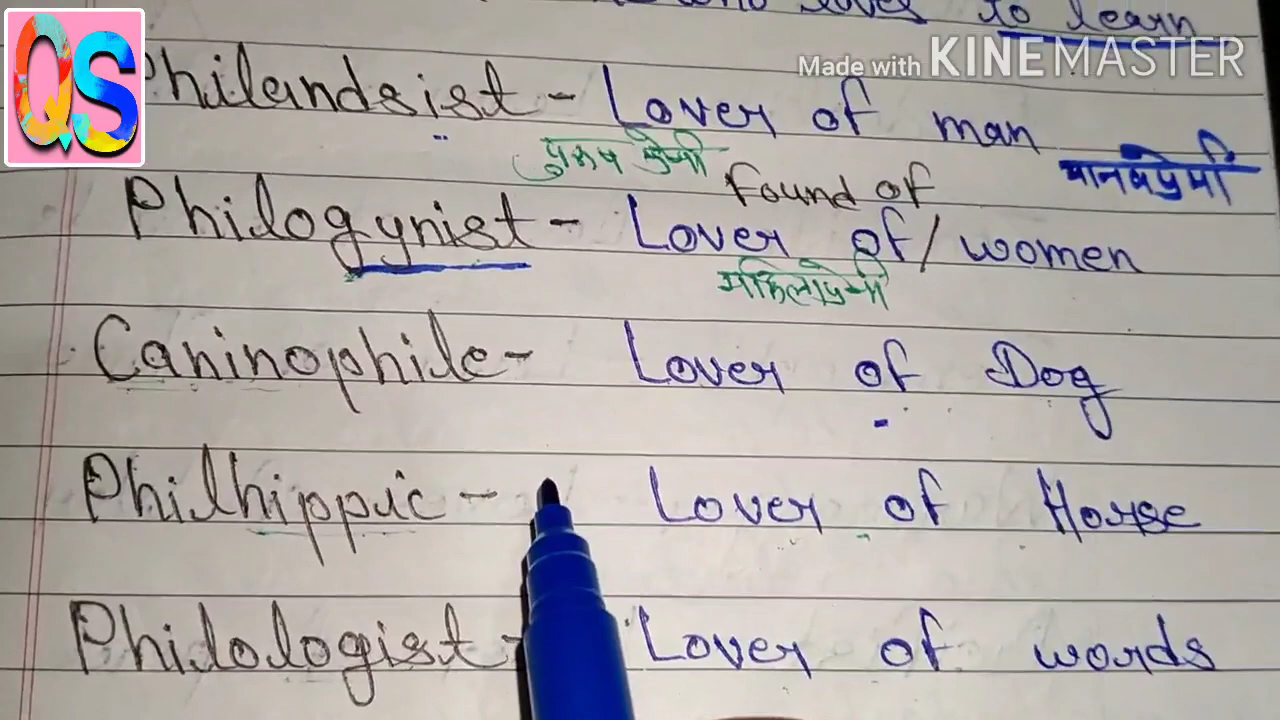 loves to learn
QS
Made with KINEMASTER
Philandsist - Lover of man
पुरुष प्रेमी
मानवप्रेमी
found of
Philogynist - Lover of / women
महिलाप्रेमी
Caninophile - Lover of Dog
Philhippic - Lover of Horse
Philologist - Lover of words